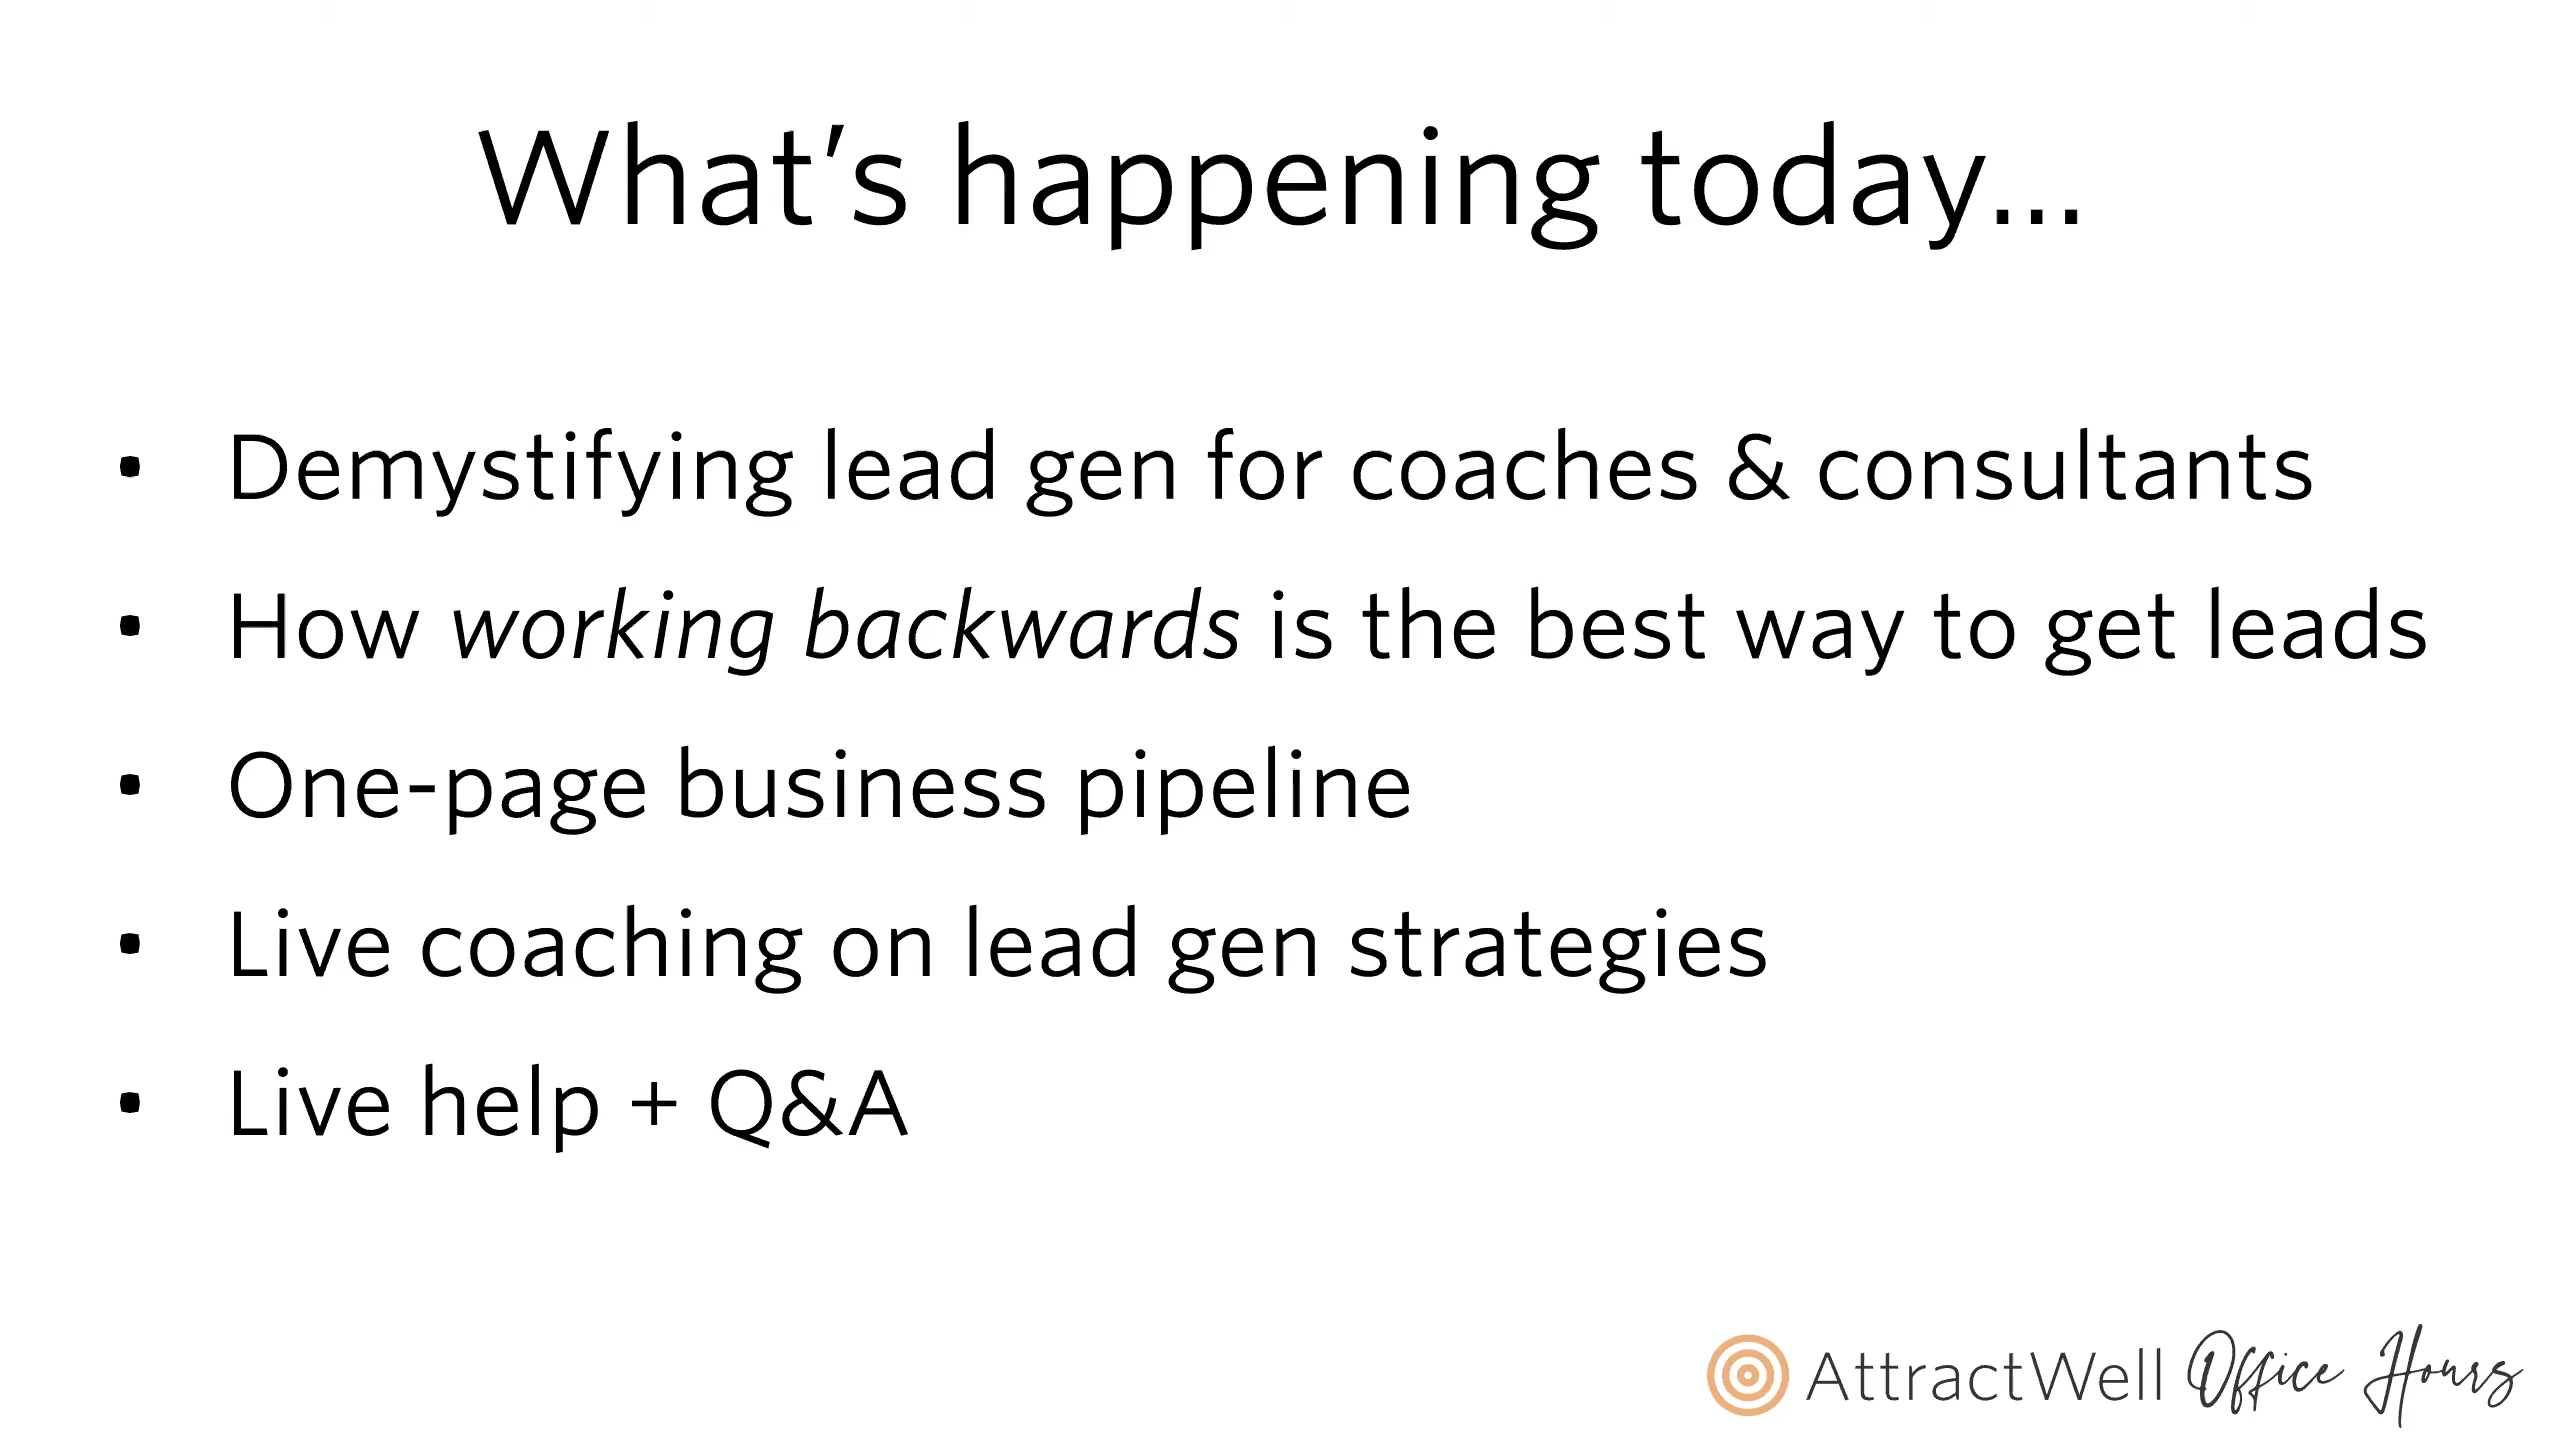 What's happening today...
• Demystifying lead gen for coaches & consultants
• How working backwards is the best way to get leads
• One-page business pipeline
• Live coaching on lead gen strategies
• Live help + Q&A
AttractWell Office Hours